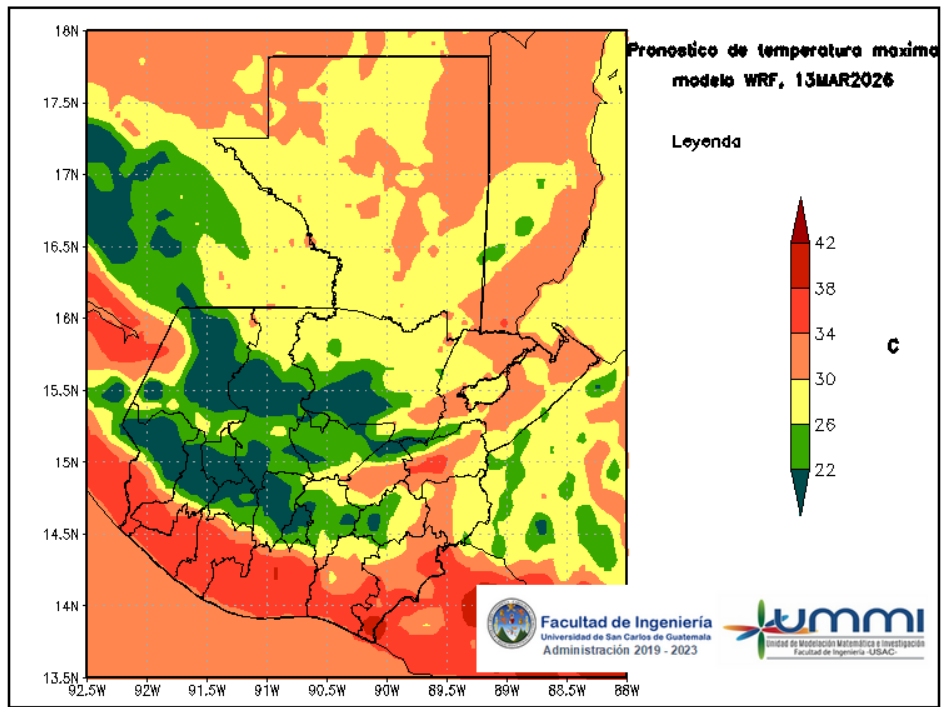 Pronostico de temperatura maxima
modelo WRF, 13MAR2026
Leyenda
42
38
34
30
26
22
C
18N
17.5N
17N
16.5N
16N
15.5N
15N
14.5N
14N
13.5N
92.5W
92W
91.5W
91W
90.5W
90W
89.5W
89W
88.5W
88W
Facultad de Ingeniería
Universidad de San Carlos de Guatemala
Administración 2019 - 2023
UMMI
Unidad de Modelación Matemática e Investigación
Facultad de Ingeniería -USAC-